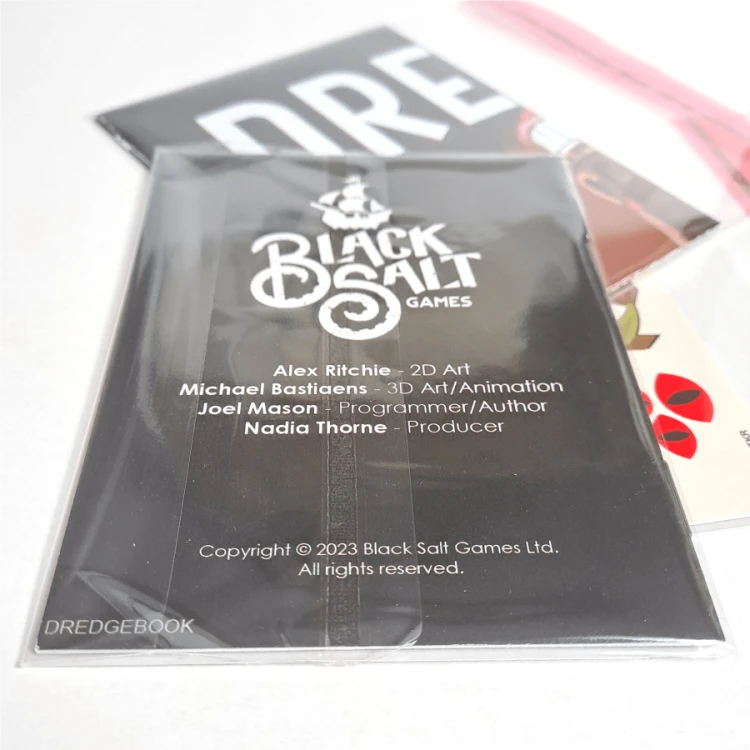 DRE
BLACK
SALT
GAMES
Alex Ritchie - 2D Art
Michael Bastiaens - 3D Art/Animation
Joel Mason - Programmer/Author
Nadia Thorne - Producer
Copyright © 2023 Black Salt Games Ltd.
All rights reserved.
DREDGEBOOK